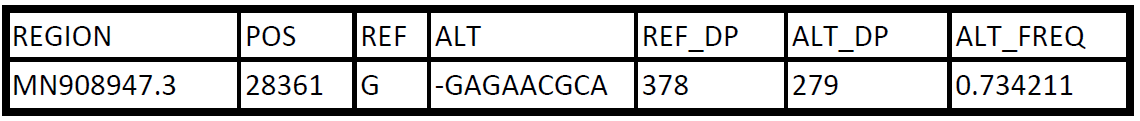 REGION POS REF ALT REF_DP ALT_DP ALT_FREQ
MN908947.3 28361 G -GAGAACGCA 378 279 0.734211